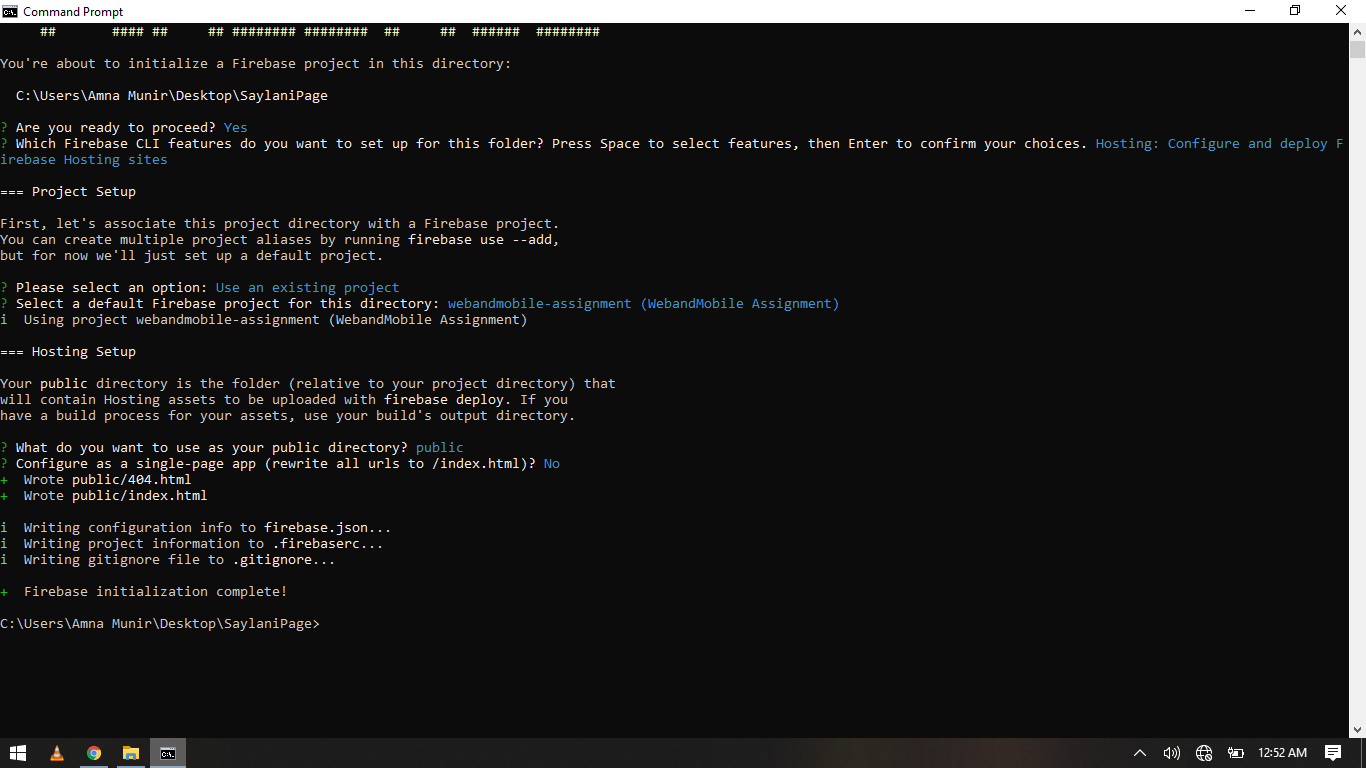 Command Prompt
## #### ## ## ######## ######## ## ## ###### ########
You're about to initialize a Firebase project in this directory:
C:\Users\Amna Munir\Desktop\SaylaniPage
? Are you ready to proceed? Yes
? Which Firebase CLI features do you want to set up for this folder? Press Space to select features, then Enter to confirm your choices. Hosting: Configure and deploy F
irebase Hosting sites
=== Project Setup
First, let's associate this project directory with a Firebase project.
You can create multiple project aliases by running firebase use --add,
but for now we'll just set up a default project.
? Please select an option: Use an existing project
? Select a default Firebase project for this directory: webandmobile-assignment (WebandMobile Assignment)
i  Using project webandmobile-assignment (WebandMobile Assignment)
=== Hosting Setup
Your public directory is the folder (relative to your project directory) that
will contain Hosting assets to be uploaded with firebase deploy. If you
have a build process for your assets, use your build's output directory.
? What do you want to use as your public directory? public
? Configure as a single-page app (rewrite all urls to /index.html)? No
+  Wrote public/404.html
+  Wrote public/index.html
i  Writing configuration info to firebase.json...
i  Writing project information to .firebaserc...
i  Writing gitignore file to .gitignore...
+  Firebase initialization complete!
C:\Users\Amna Munir\Desktop\SaylaniPage>
12:52 AM